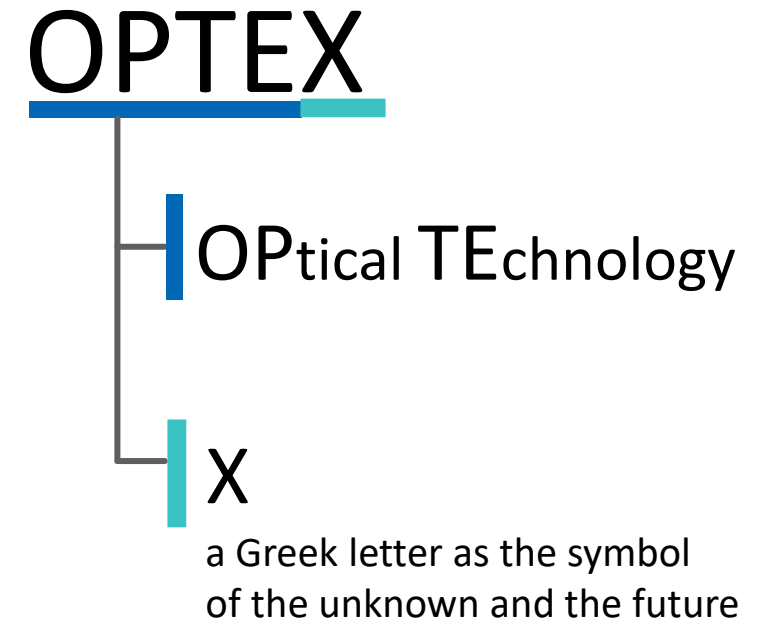 OPTEX
OPtical TEchnology
X
a Greek letter as the symbol
of the unknown and the future